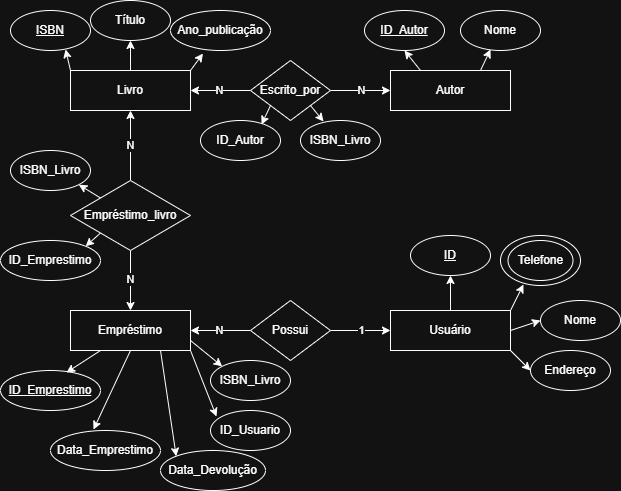 ISBN
Título
Ano_publicação
ID_Autor
Nome
Livro
N
Escrito_por
N
Autor
ID_Autor
ISBN_Livro
N
ISBN_Livro
Empréstimo_livro
ID_Emprestimo
N
ID
Telefone
Nome
Empréstimo
N
Possui
1
Usuário
Endereço
ISBN_Livro
ID_Emprestimo
ID_Usuario
Data_Emprestimo
Data_Devolução